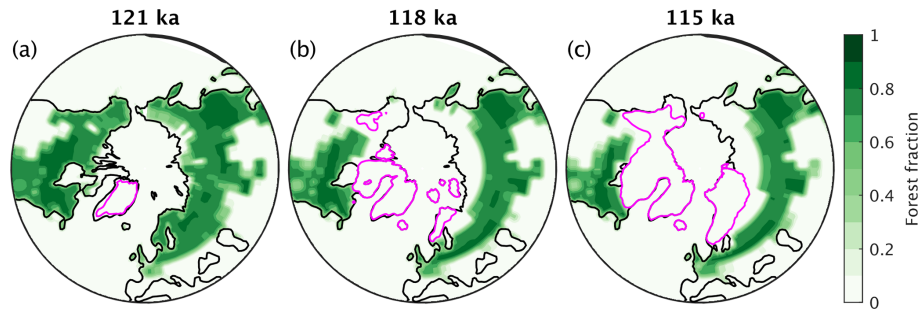 121 ka
118 ka
115 ka
(a)
(b)
(c)
1
0.8
0.6
0.4
0.2
0
Forest fraction